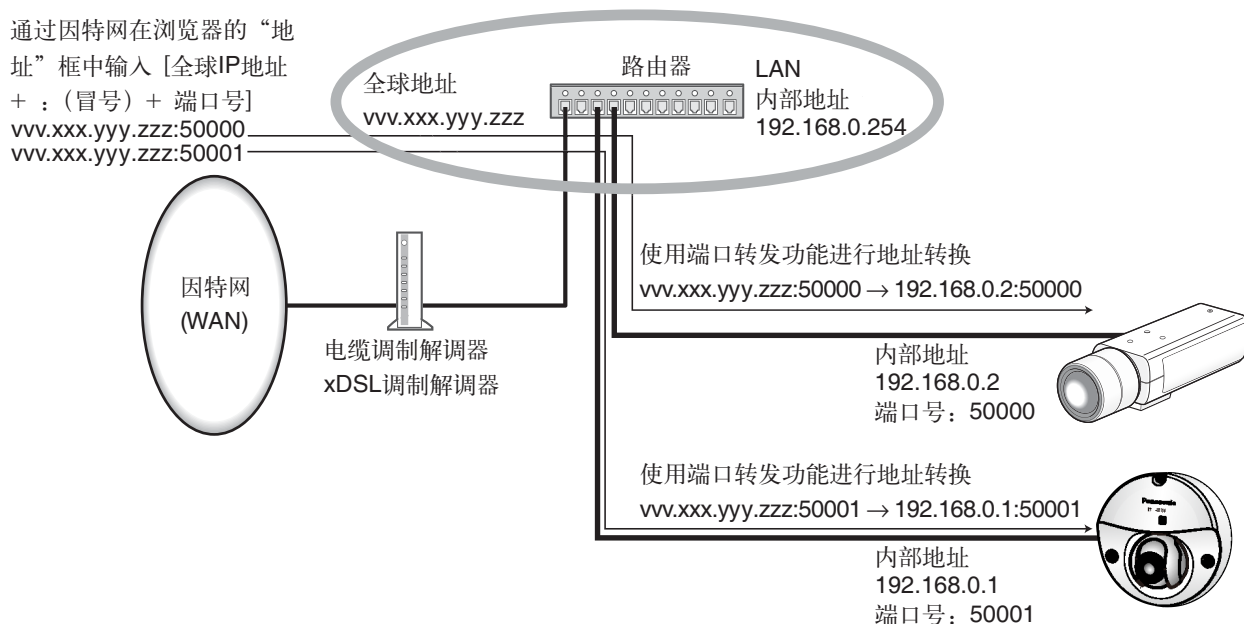 通过因特网在浏览器的“地
址”框中输入 [全球IP地址
+ ：(冒号) + 端口号]
vvv.xxx.yyy.zzz:50000
vvv.xxx.yyy.zzz:50001
全球地址
vvv.xxx.yyy.zzz
路由器
LAN
内部地址
192.168.0.254
因特网
(WAN)
电缆调制解调器
xDSL调制解调器
使用端口转发功能进行地址转换
vvv.xxx.yyy.zzz:50000 → 192.168.0.2:50000
内部地址
192.168.0.2
端口号：50000
使用端口转发功能进行地址转换
vvv.xxx.yyy.zzz:50001 → 192.168.0.1:50001
Panasonic
内部地址
192.168.0.1
端口号：50001